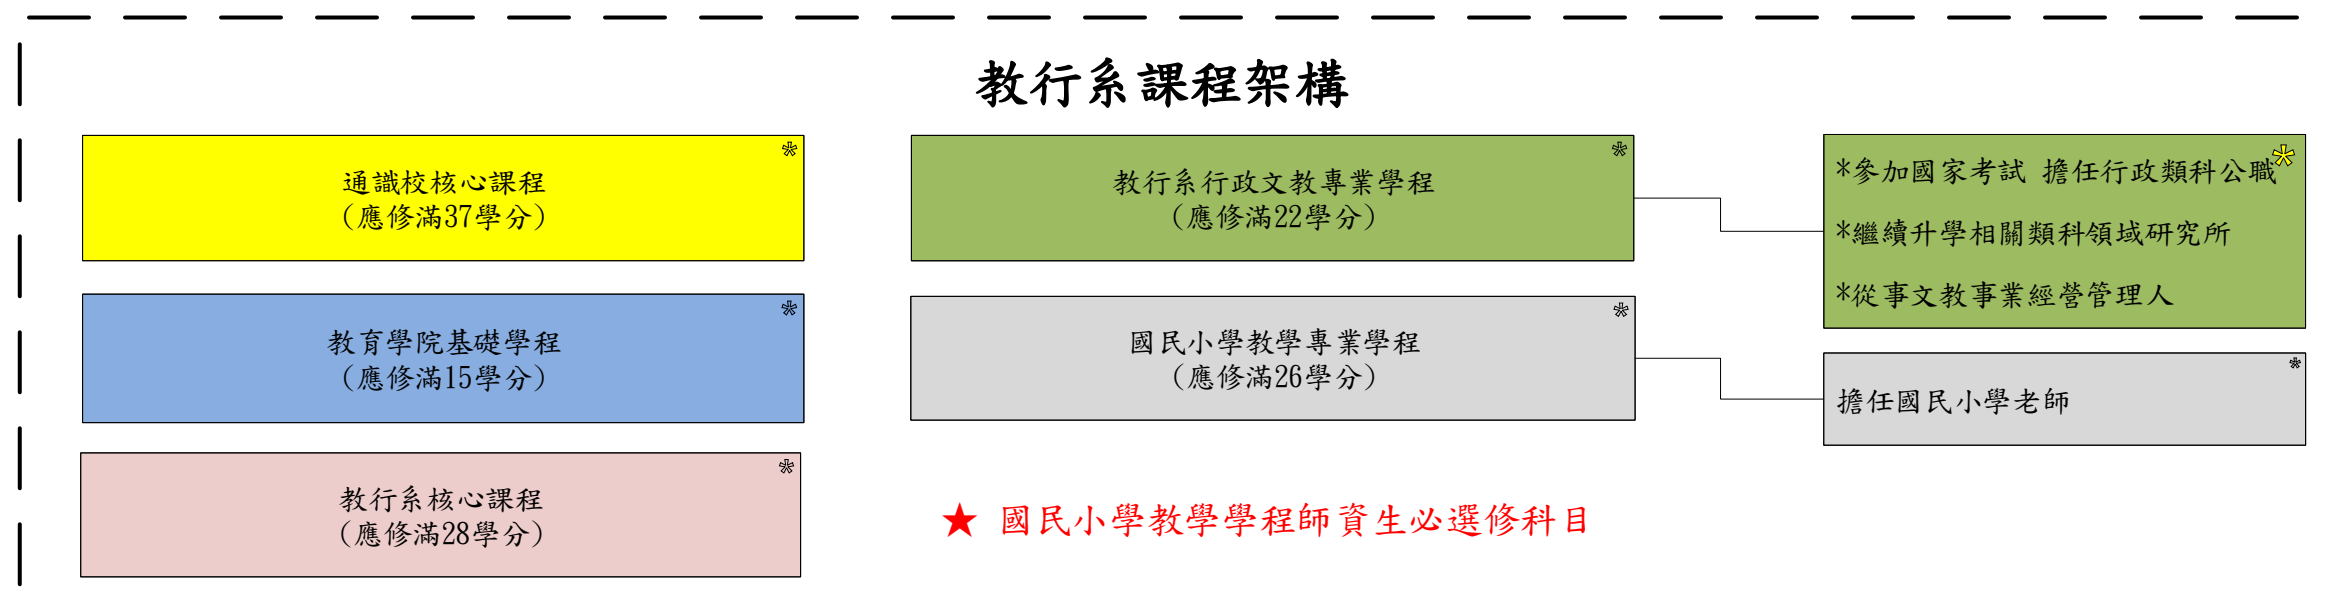 教行系課程架構
通識校核心課程
(應修滿37學分)
教育學院基礎學程
(應修滿15學分)
教行系核心課程
(應修滿28學分)
教行系行政文教專業學程
(應修滿22學分)
國民小學教學專業學程
(應修滿26學分)
★ 國民小學教學學程師資生必選修科目
*參加國家考試 擔任行政類科公職
*繼續升學相關類科領域研究所
*從事文教事業經營管理人
擔任國民小學老師